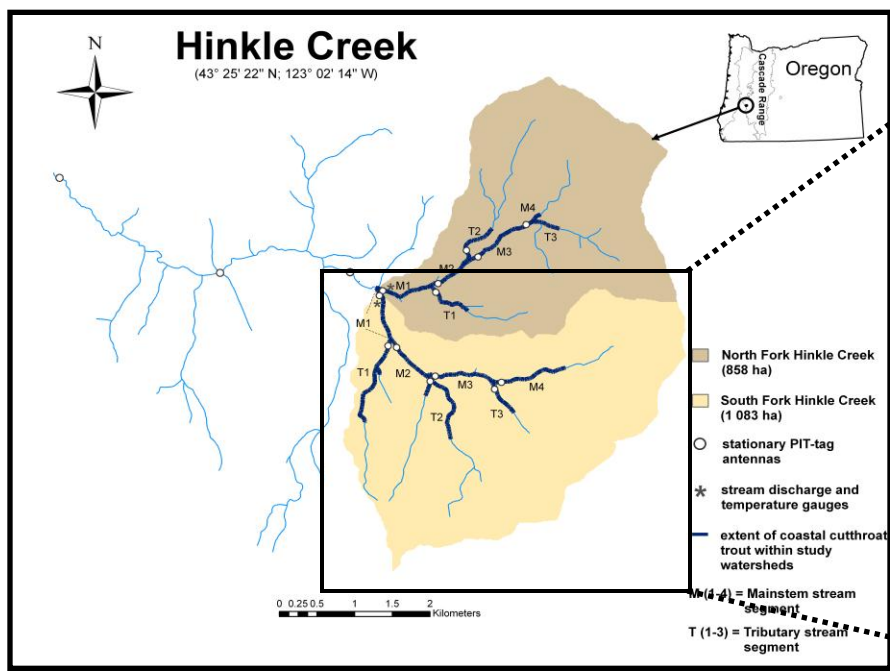 Hinkle Creek
(43° 25' 22" N; 123° 02' 14" W)
N
Oregon
Cascade Range
M4
T2
T3
M3
M2
M1
T1
M1
T1
M2
M3
M4
T2
T3
North Fork Hinkle Creek
(858 ha)
South Fork Hinkle Creek
(1 083 ha)
stationary PIT-tag
antennas
* stream discharge and
temperature gauges
extent of coastal cutthroat
trout within study
watersheds
M (1-4) = Mainstem stream
segment
T (1-3) = Tributary stream
segment
0 0.25 0.5 1 1.5 2
Kilometers